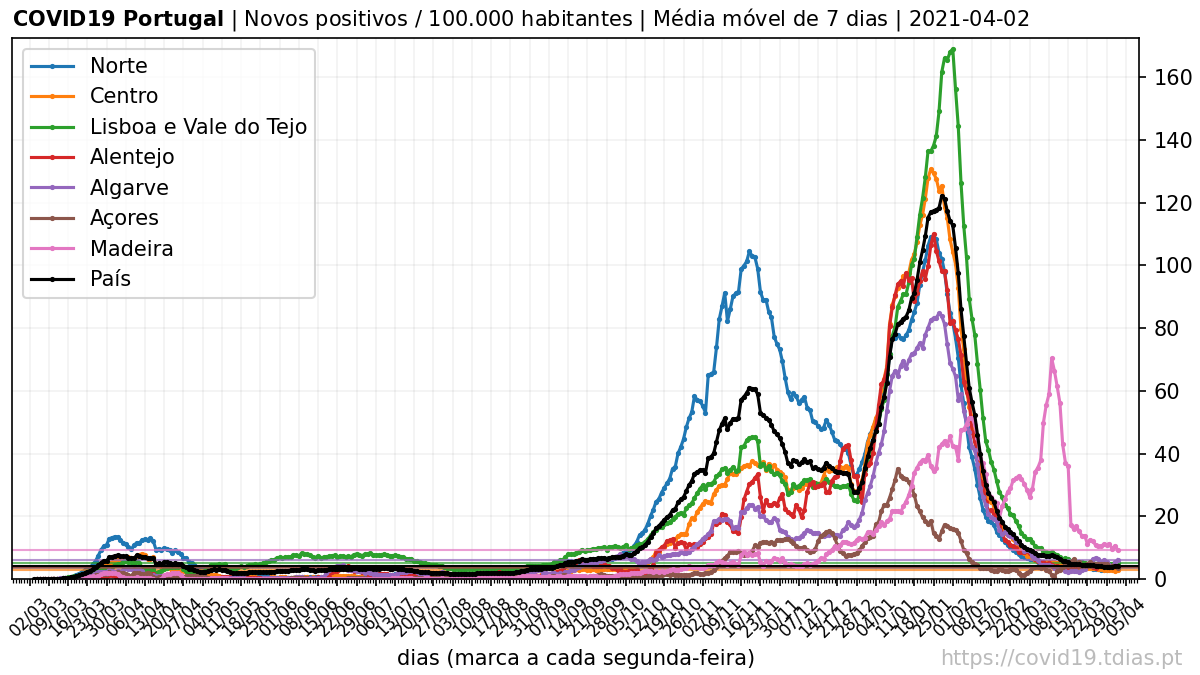 COVID19 Portugal | Novos positivos / 100.000 habitantes | Média móvel de 7 dias | 2021-04-02
Norte
Centro
Lisboa e Vale do Tejo
Alentejo
Algarve
Açores
Madeira
País
160
140
120
100
80
60
40
20
0
02/03 09/03 16/03 23/03 30/03 06/04 13/04 20/04 27/04 04/05 11/05 18/05 25/05 01/06 08/06 15/06 22/06 29/06 06/07 13/07 20/07 27/07 03/08 10/08 17/08 24/08 31/08 07/09 14/09 21/09 28/09 05/10 12/10 19/10 26/10 02/11 09/11 16/11 23/11 30/11 07/12 14/12 21/12 28/12 04/01 11/01 18/01 25/01 01/02 08/02 15/02 22/02 01/03 08/03 15/03 22/03 29/03 05/04
dias (marca a cada segunda-feira)
https://covid19.tdias.pt